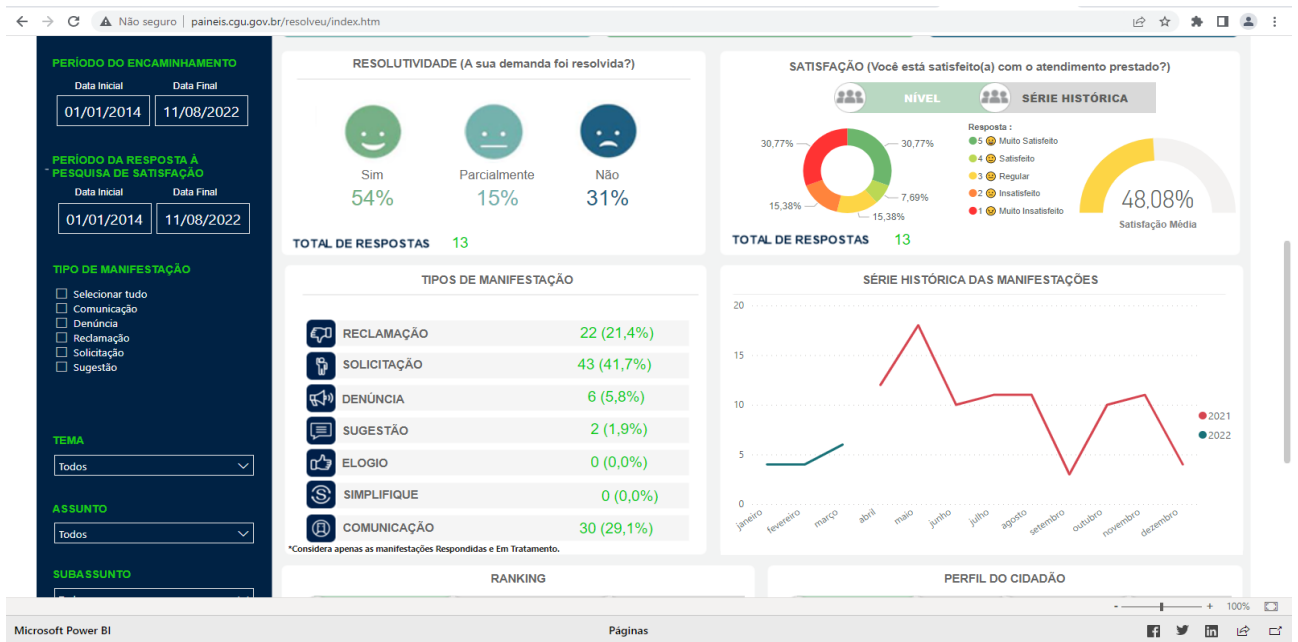 Não seguro | paineis.cgu.gov.br/resolveu/index.htm
PERÍODO DO ENCAMINHAMENTO
Data Inicial Data Final
01/01/2014 11/08/2022
PERÍODO DA RESPOSTA À
PESQUISA DE SATISFAÇÃO
Data Inicial Data Final
01/01/2014 11/08/2022
TIPO DE MANIFESTAÇÃO
Selecionar tudo
Comunicação
Denúncia
Reclamação
Solicitação
Sugestão
TEMA
Todos
ASSUNTO
Todos
SUBASSUNTO
RESOLUTIVIDADE (A sua demanda foi resolvida?)
Sim Parcialmente Não
54% 15% 31%
TOTAL DE RESPOSTAS 13
SATISFAÇÃO (Você está satisfeito(a) com o atendimento prestado?)
NÍVEL SÉRIE HISTÓRICA
30,77% 30,77%
7,69%
15,38%
15,38%
Resposta :
5 Muito Satisfeito
4 Satisfeito
3 Regular
2 Insatisfeito
1 Muito Insatisfeito
48,08%
Satisfação Média
TOTAL DE RESPOSTAS 13
TIPOS DE MANIFESTAÇÃO
RECLAMAÇÃO 22 (21,4%)
SOLICITAÇÃO 43 (41,7%)
DENÚNCIA 6 (5,8%)
SUGESTÃO 2 (1,9%)
ELOGIO 0 (0,0%)
SIMPLIFIQUE 0 (0,0%)
COMUNICAÇÃO 30 (29,1%)
*Considera apenas as manifestações Respondidas e Em Tratamento.
SÉRIE HISTÓRICA DAS MANIFESTAÇÕES
20
15
10
5
0
janeiro fevereiro março abril maio junho julho agosto setembro outubro novembro dezembro
2021
2022
RANKING
PERFIL DO CIDADÃO
- + 100%
Microsoft Power BI Páginas